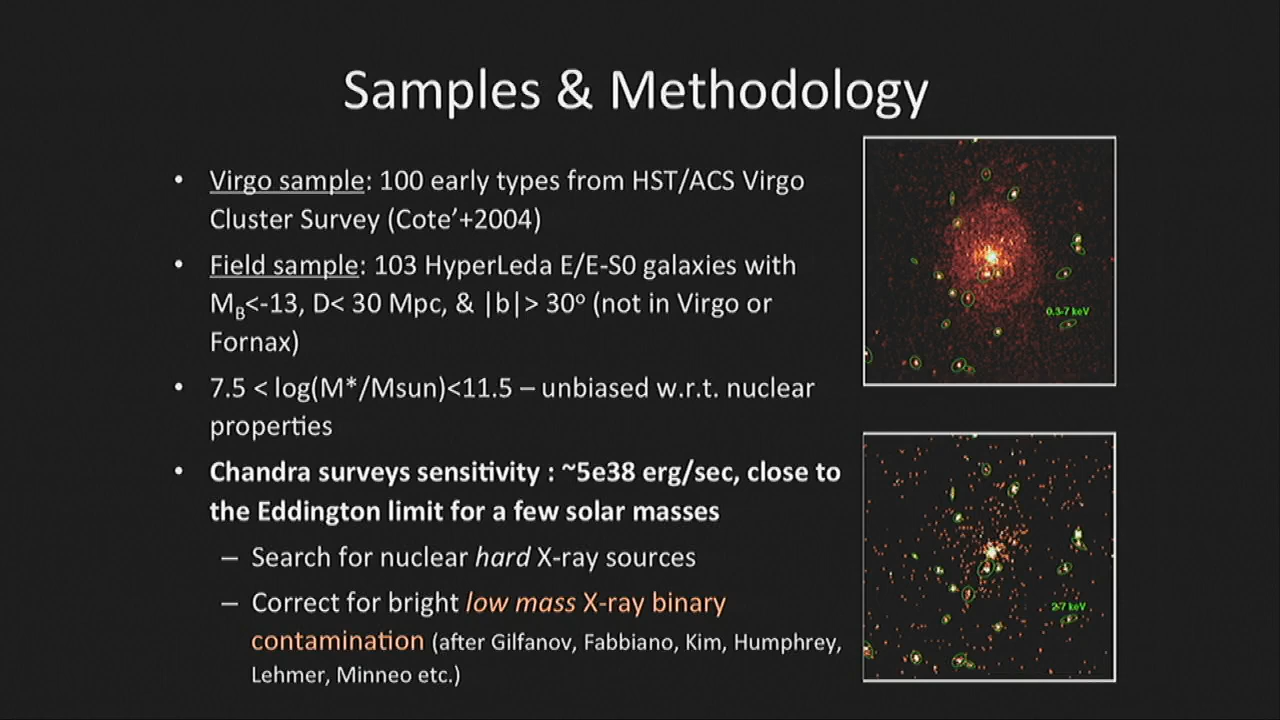 Samples & Methodology
• Virgo sample: 100 early types from HST/ACS Virgo
Cluster Survey (Cote’+2004)
• Field sample: 103 HyperLeda E/E-S0 galaxies with
M_B<-13, D< 30 Mpc, & |b|> 30° (not in Virgo or
Fornax)
• 7.5 < log(M*/Msun)<11.5 – unbiased w.r.t. nuclear
properties
• Chandra surveys sensitivity : ~5e38 erg/sec, close to
the Eddington limit for a few solar masses
– Search for nuclear hard X-ray sources
– Correct for bright low mass X-ray binary
contamination (after Gilfanov, Fabbiano, Kim, Humphrey,
Lehmer, Minneo etc.)
0.3-7 keV
2-7 keV